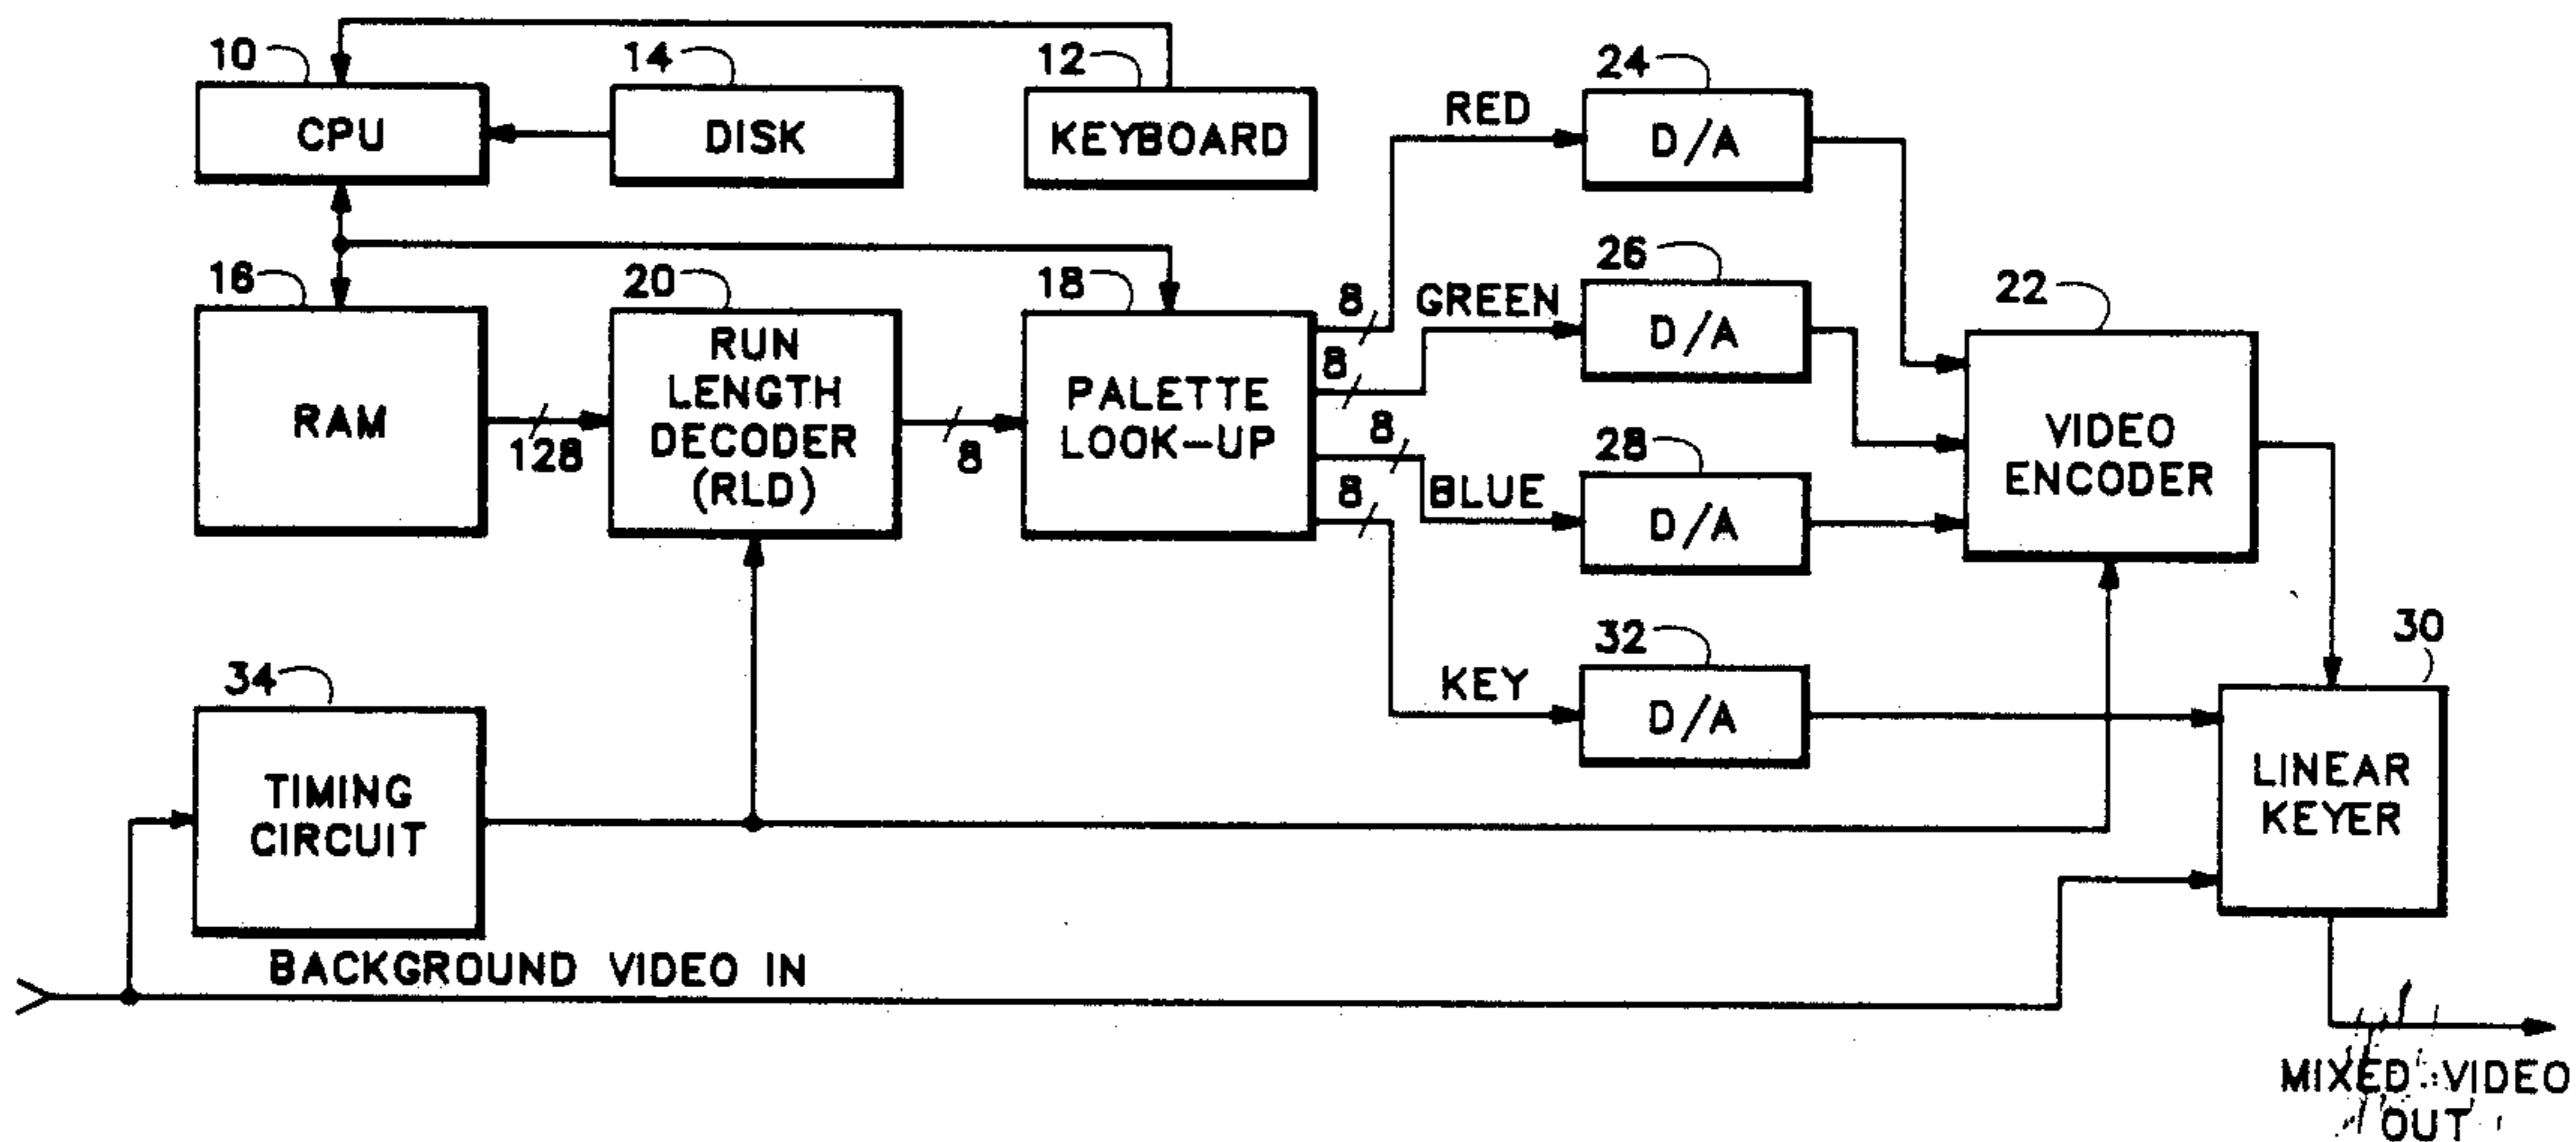 10
14
12
24
CPU
DISK
KEYBOARD
RED
D/A
16
20
18
8
GREEN
26
D/A
22
RAM
128
RUN
LENGTH
DECODER
(RLD)
8
PALETTE
LOOK-UP
8
8
BLUE
28
D/A
VIDEO
ENCODER
8
KEY
32
D/A
30
LINEAR
KEYER
34
TIMING
CIRCUIT
BACKGROUND VIDEO IN
MIXED VIDEO
OUT